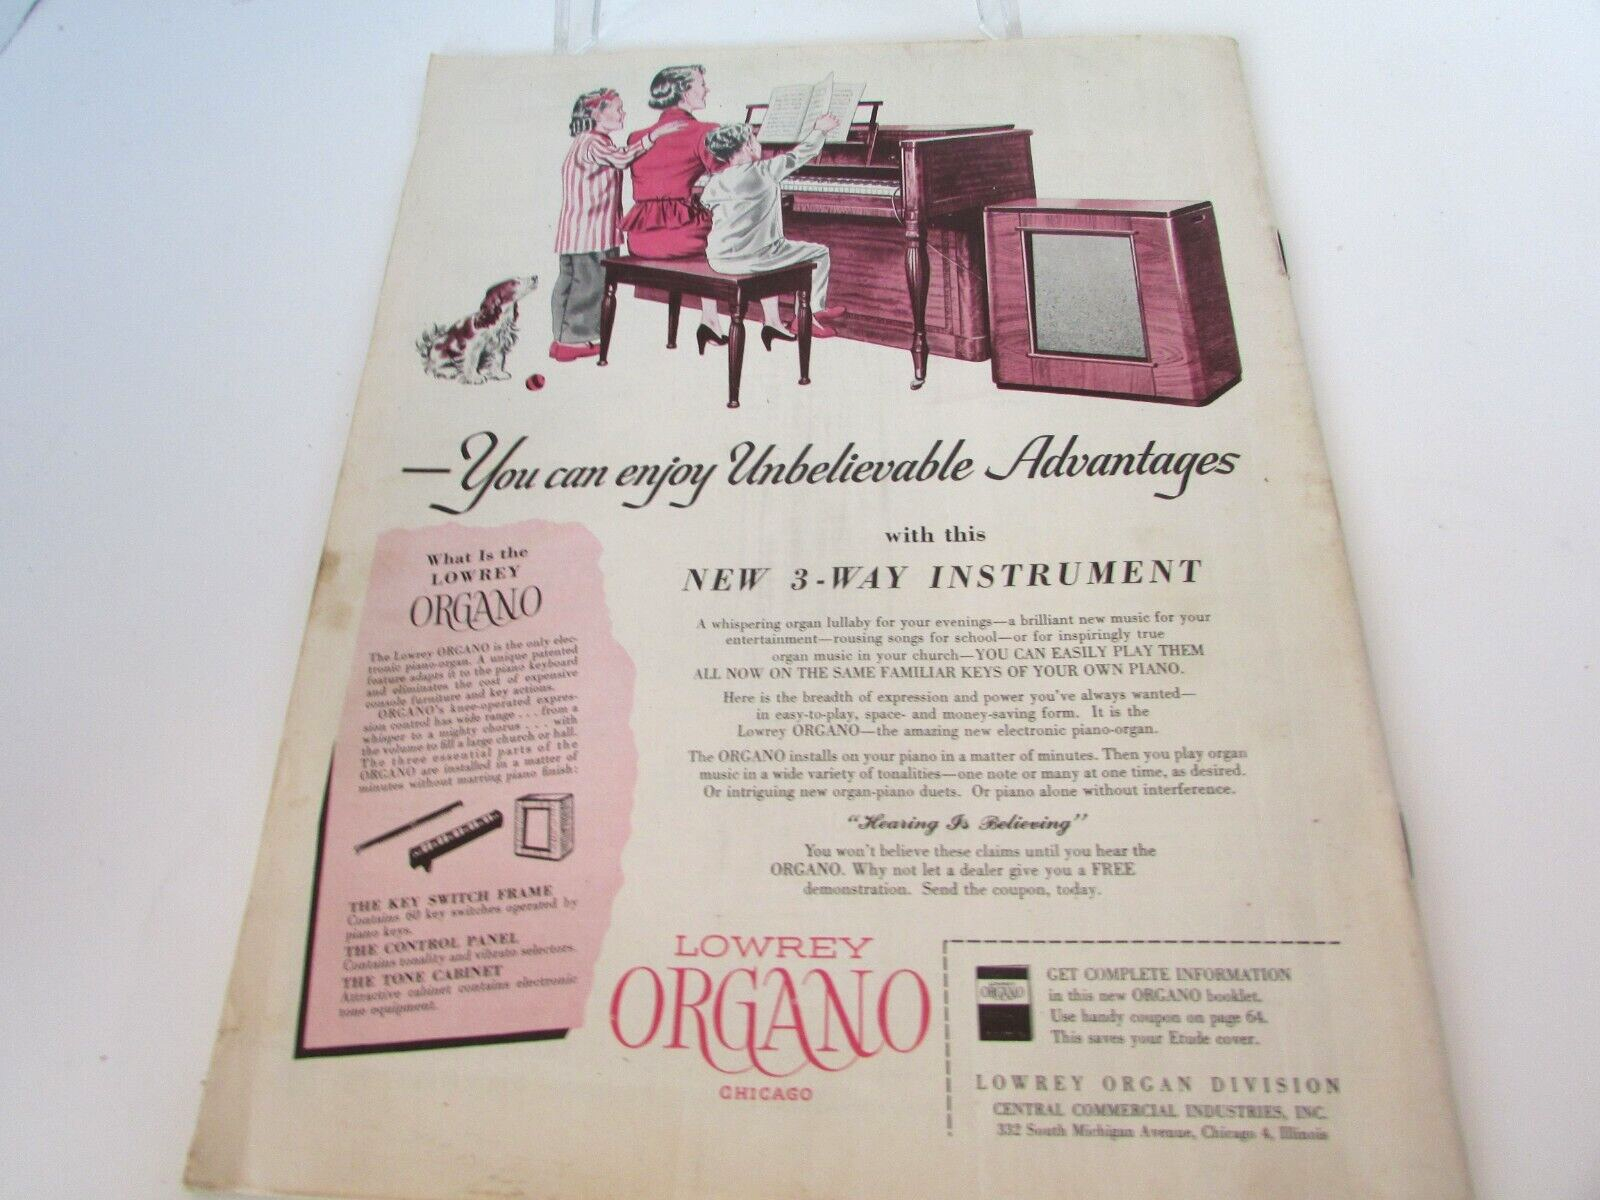 —You can enjoy Unbelievable Advantages
with this
NEW 3-WAY INSTRUMENT
A whispering organ lullaby for your evenings—a brilliant new music for your
entertainment—rousing songs for school—or for inspiringly true
organ music in your church—YOU CAN EASILY PLAY THEM
ALL NOW ON THE SAME FAMILIAR KEYS OF YOUR OWN PIANO.
Here is the breadth of expression and power you've always wanted—
in easy-to-play, space- and money-saving form. It is the
Lowrey ORGANO—the amazing new electronic piano-organ.
The ORGANO installs on your piano in a matter of minutes. Then you play organ
music in a wide variety of tonalities—one note or many at one time, as desired.
Or intriguing new organ-piano duets. Or piano alone without interference.
"Hearing Is Believing"
You won't believe these claims until you hear the
ORGANO. Why not let a dealer give you a FREE
demonstration. Send the coupon, today.
What Is the
LOWREY
ORGANO
The Lowrey ORGANO is the only elec-
tronic piano-organ. A unique patented
feature adapts it to the piano keyboard
and eliminates the cost of expensive
console furniture and key actions.
ORGANO's knee-operated expres-
sion control has wide range . . . from a
whisper to a mighty chorus . . . with
the volume to fill a large church or hall.
The three essential parts of the
ORGANO are installed in a matter of
minutes without marring piano finish:
THE KEY SWITCH FRAME
Contains 60 key switches operated by
piano keys.
THE CONTROL PANEL
Contains tonality and vibrato selectors.
THE TONE CABINET
Attractive cabinet contains electronic
tone equipment.
LOWREY
ORGANO
CHICAGO
ORGANO
GET COMPLETE INFORMATION
in this new ORGANO booklet.
Use handy coupon on page 64.
This saves your Etude cover.
LOWREY ORGAN DIVISION
CENTRAL COMMERCIAL INDUSTRIES, INC.
332 South Michigan Avenue, Chicago 4, Illinois